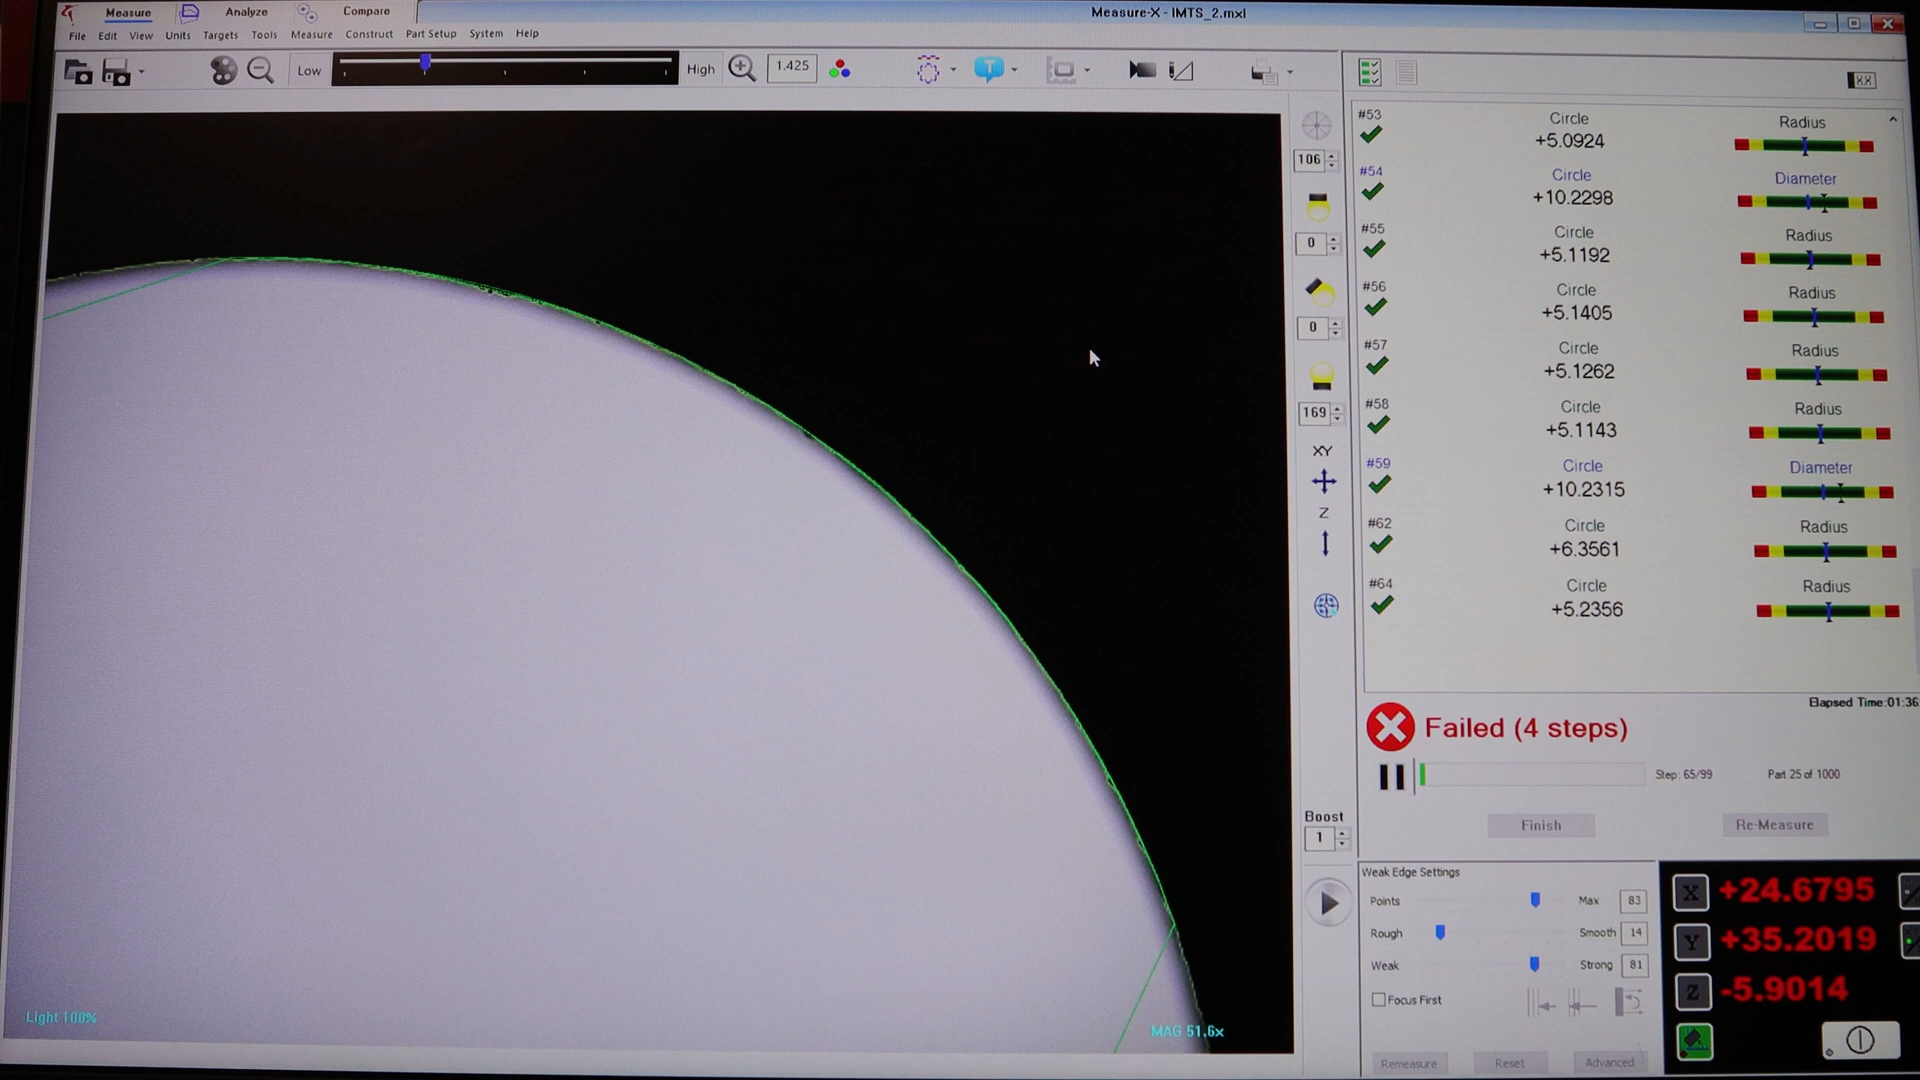 Measure
Analyze
Compare
Measure-X - IMTS_2.mxl
File Edit View Units Targets Tools Measure Construct Part Setup System Help
Low
High
1.425
T
106
0
0
169
XY
Z
Boost
1
#53 Circle Radius
+5.0924
#54 Circle Diameter
+10.2298
#55 Circle Radius
+5.1192
#56 Circle Radius
+5.1405
#57 Circle Radius
+5.1262
#58 Circle Radius
+5.1143
#59 Circle Diameter
+10.2315
#62 Circle Radius
+6.3561
#64 Circle Radius
+5.2356
Elapsed Time:01:36
Failed (4 steps)
Step: 65/99 Part 25 of 1000
Finish Re-Measure
Weak Edge Settings
Points Max 83
Rough Smooth 14
Weak Strong 81
Focus First
Remeasure Reset Advanced
X +24.6795
Y +35.2019
Z -5.9014
Light 100%
MAG 51.6x